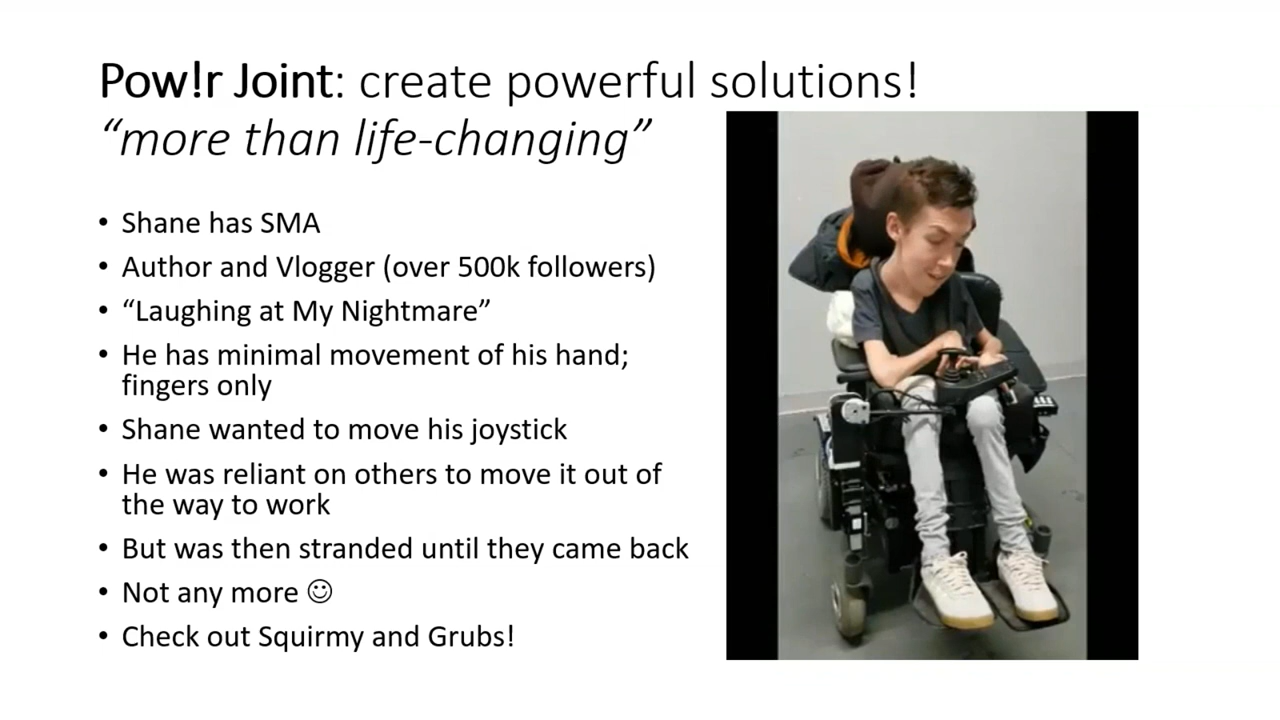 Pow!r Joint: create powerful solutions!
“more than life-changing”
• Shane has SMA
• Author and Vlogger (over 500k followers)
• “Laughing at My Nightmare”
• He has minimal movement of his hand;
fingers only
• Shane wanted to move his joystick
• He was reliant on others to move it out of
the way to work
• But was then stranded until they came back
• Not any more ☺
• Check out Squirmy and Grubs!